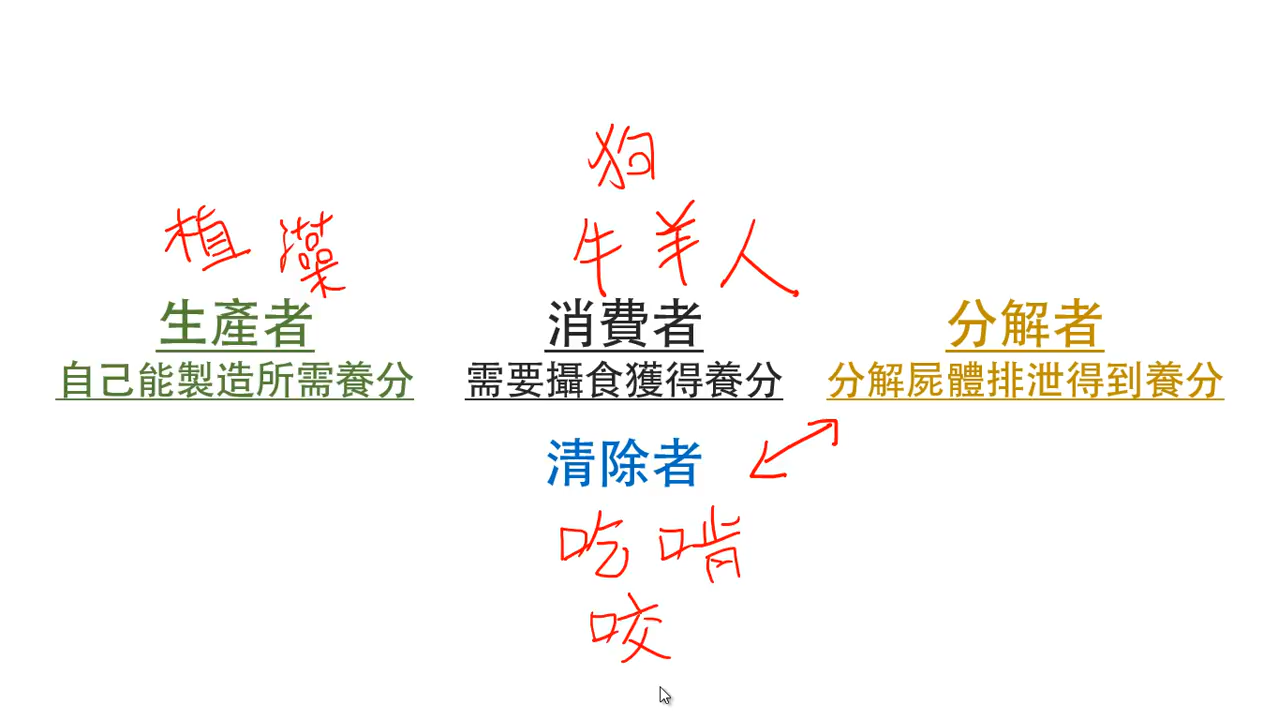 狗
植 藻
牛 羊 人
生產者
自己能製造所需養分
消費者
需要攝食獲得養分
分解者
分解屍體排泄得到養分
清除者
吃 啃
咬